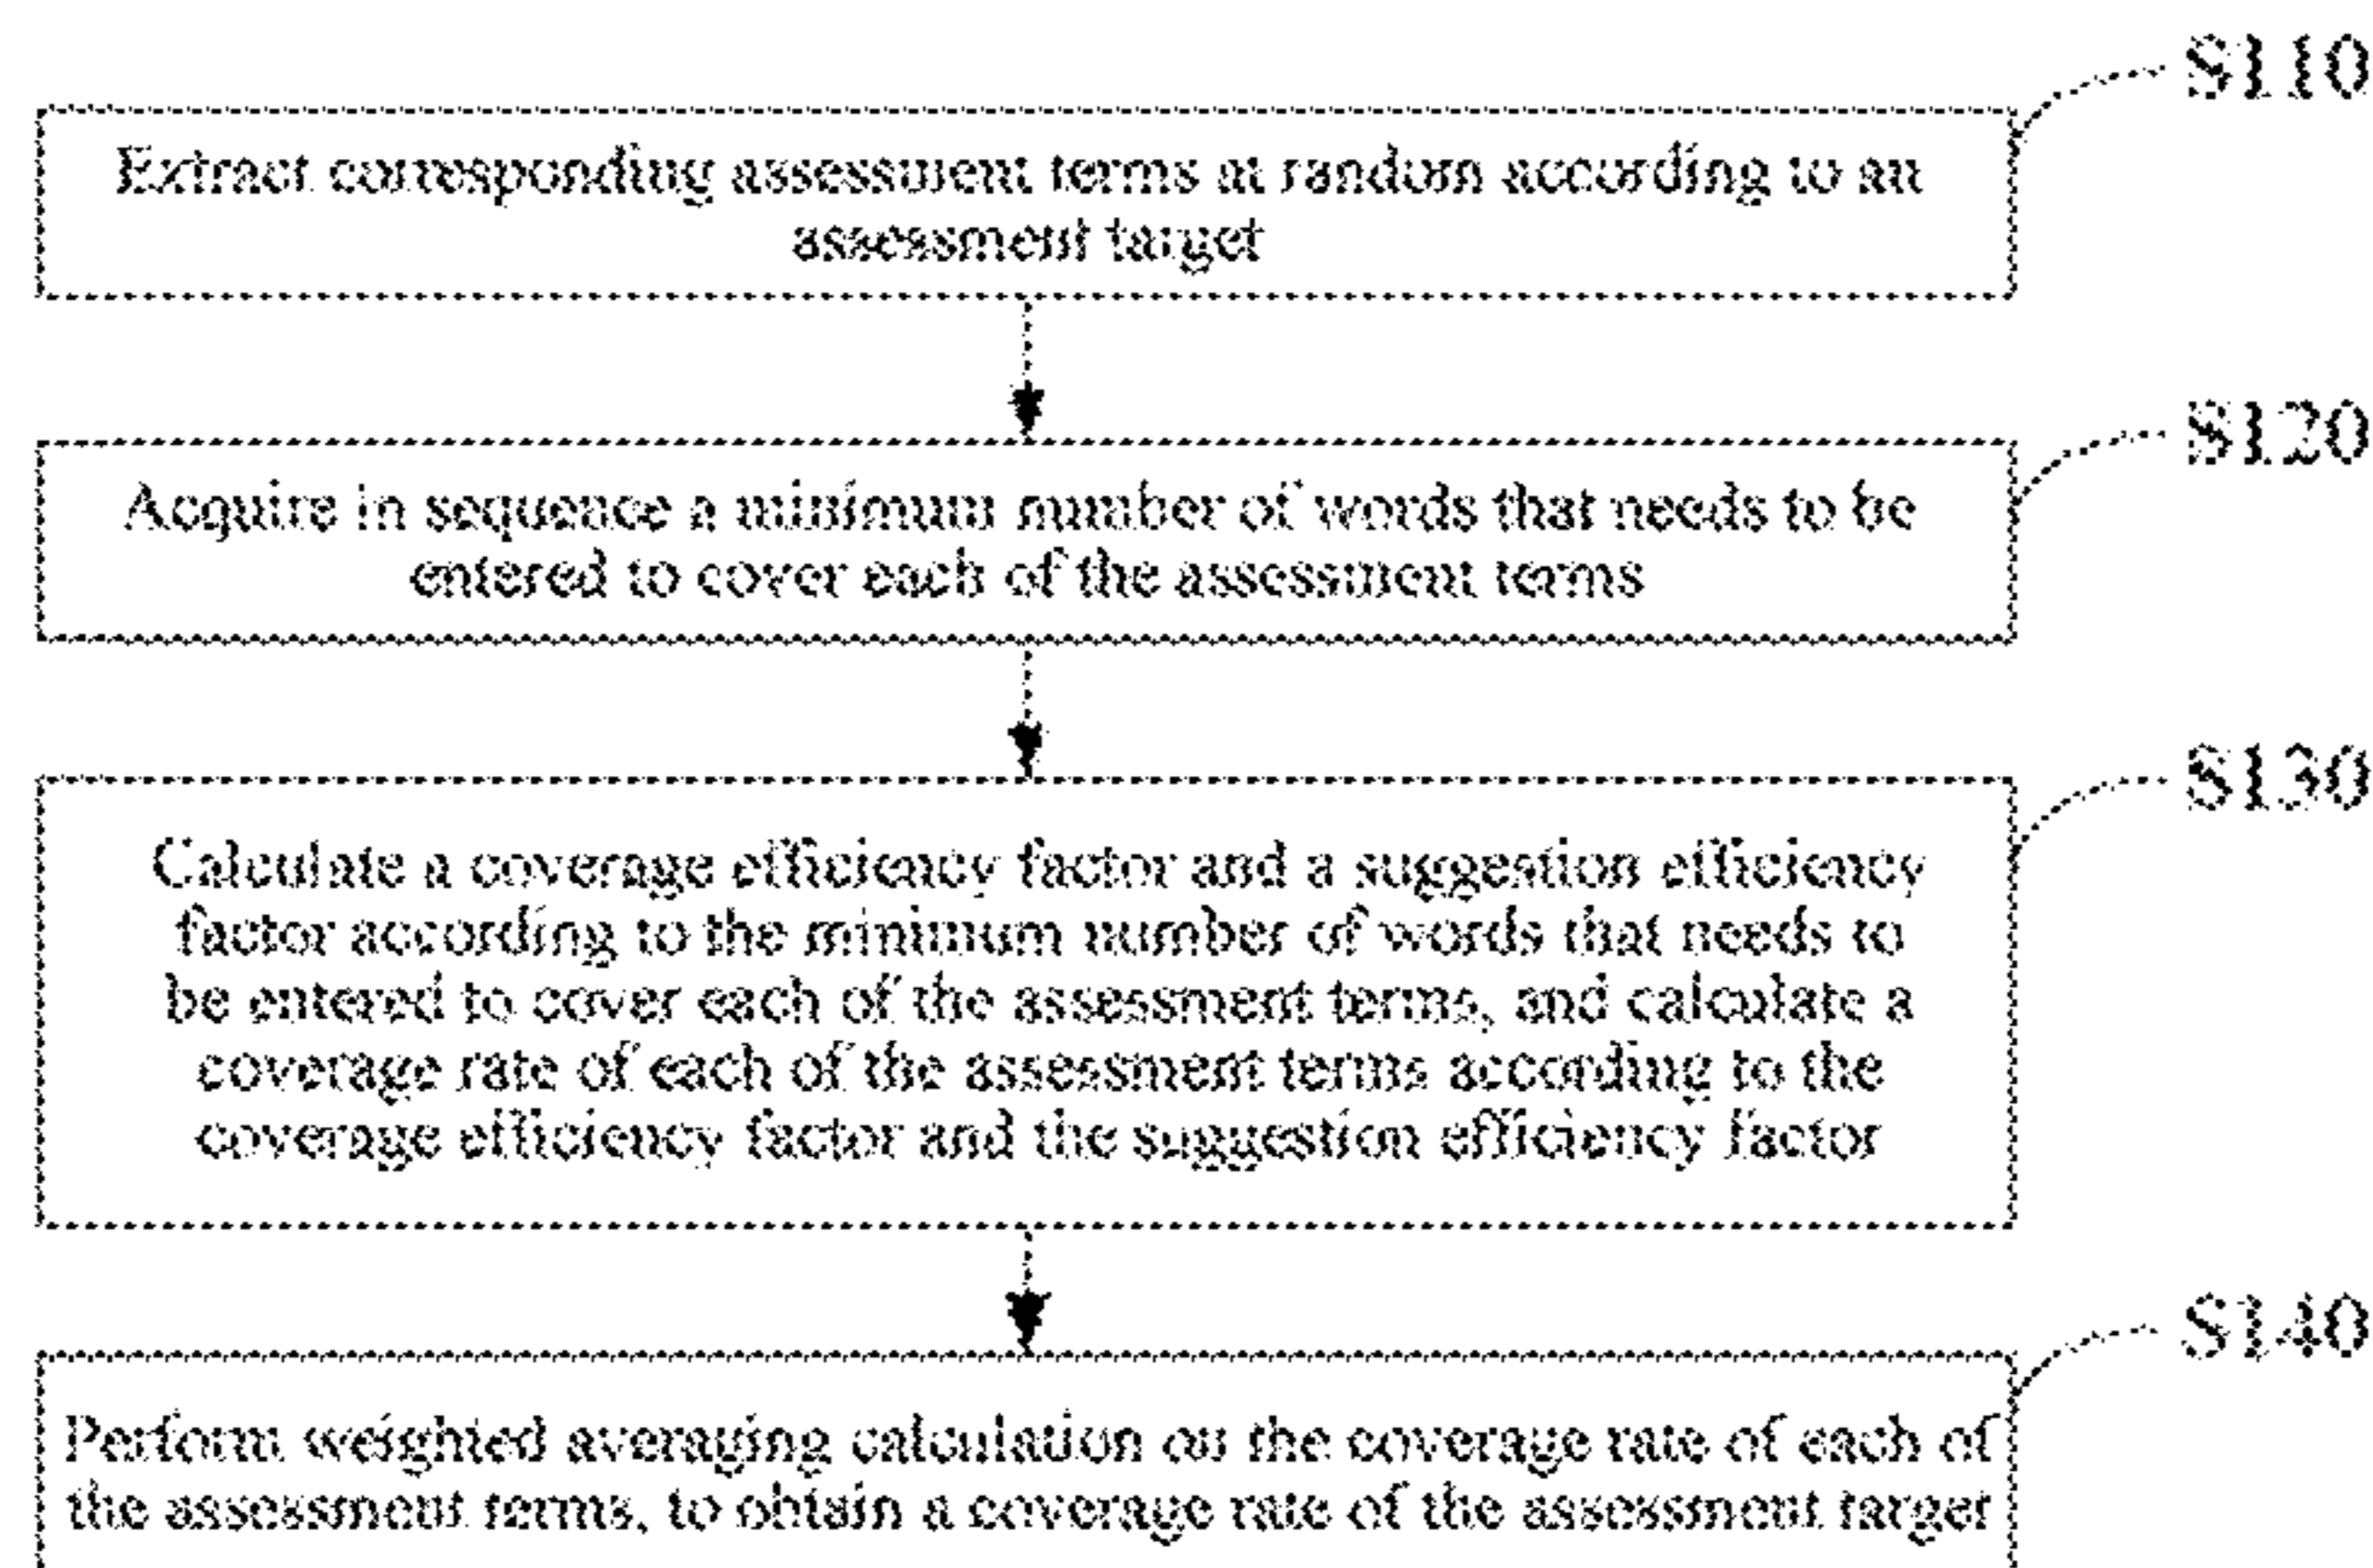 S110
Extract corresponding assessment terms at random according to an
assessment target
S120
Acquire in sequence a minimum number of words that needs to be
entered to cover each of the assessment terms
S130
Calculate a coverage efficiency factor and a suggestion efficiency
factor according to the minimum number of words that needs to
be entered to cover each of the assessment terms, and calculate a
coverage rate of each of the assessment terms according to the
coverage efficiency factor and the suggestion efficiency factor
S140
Perform weighted averaging calculation on the coverage rate of each of
the assessment terms, to obtain a coverage rate of the assessment target